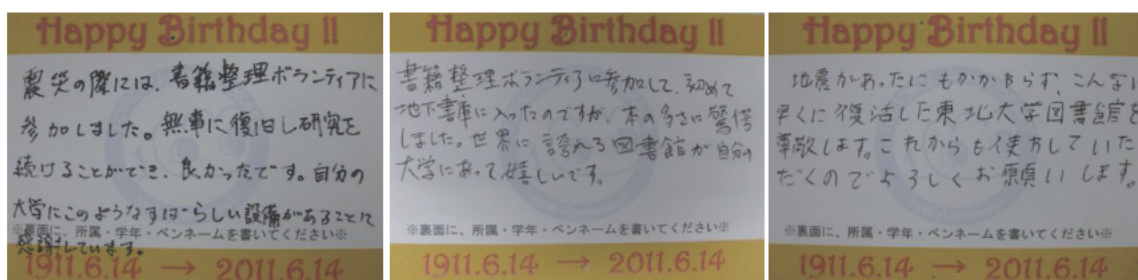 Happy Birthday !!
震災の際には、書籍整理ボランティアに
参加しました。無事に復旧し研究を
続けることができ、良かったです。自分の
大学にこのようなすばらしい設備があることに
感謝しています。
※裏面に、所属・学年・ペンネームを書いてください※
1911.6.14 → 2011.6.14
Happy Birthday !!
書籍整理ボランティアに参加して、初めて
地下書庫に入ったのですが、本の多さに驚愕
しました。世界に誇れる図書館が自分の
大学にあって嬉しいです。
※裏面に、所属・学年・ペンネームを書いてください※
1911.6.14 → 2011.6.14
Happy Birthday !!
地震があったにもかかわらず、こんなに
早くに復活した東北大学図書館を
尊敬します。これからも使わしていた
だくのでよろしくお願いします。
※裏面に、所属・学年・ペンネームを書いてください※
1911.6.14 → 2011.6.14